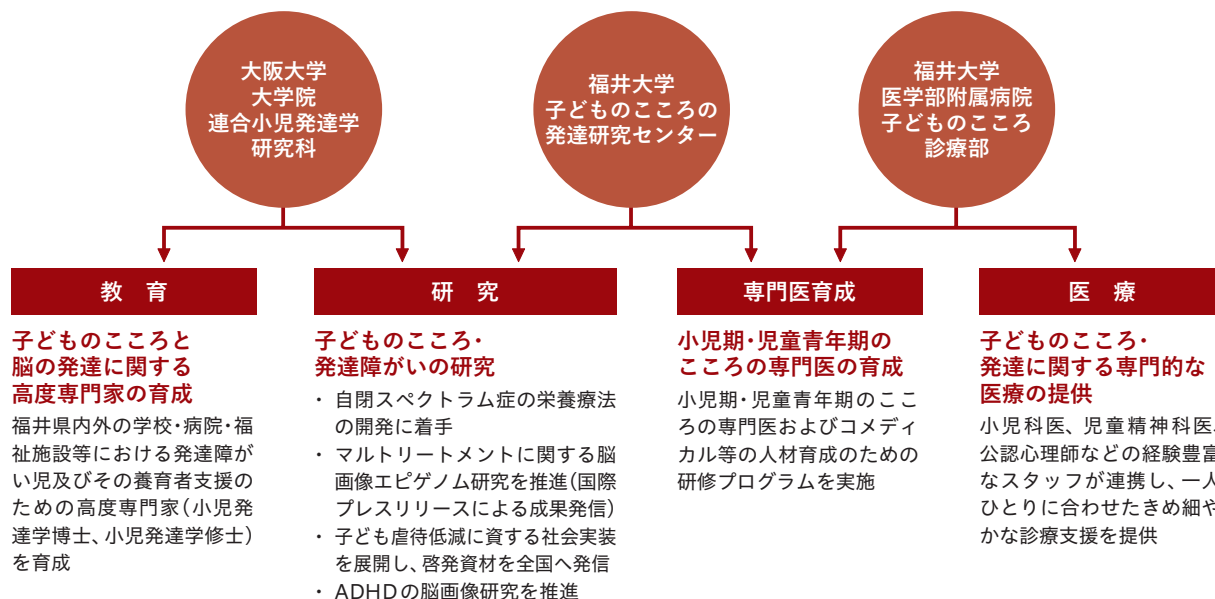 大阪大学
大学院
連合小児発達学
研究科
福井大学
子どものこころの
発達研究センター
福井大学
医学部附属病院
子どものこころ
診療部
教 育
子どものこころと
脳の発達に関する
高度専門家の育成
福井県内外の学校・病院・福
祉施設等における発達障が
い児及びその養育者支援の
ための高度専門家(小児発
達学博士、小児発達学修士)
を育成
研 究
子どものこころ・
発達障がいの研究
・ 自閉スペクトラム症の栄養療法
の開発に着手
・ マルトリートメントに関する脳
画像エピゲノム研究を推進(国際
プレスリリースによる成果発信)
・ 子ども虐待低減に資する社会実装
を展開し、啓発資材を全国へ発信
・ ADHDの脳画像研究を推進
専門医育成
小児期・児童青年期の
こころの専門医の育成
小児期・児童青年期のここ
ろの専門医およびコメディ
カル等の人材育成のための
研修プログラムを実施
医 療
子どものこころ・
発達に関する専門的な
医療の提供
小児科医、児童精神科医、
公認心理師などの経験豊富
なスタッフが連携し、一人
ひとりに合わせたきめ細や
かな診療支援を提供